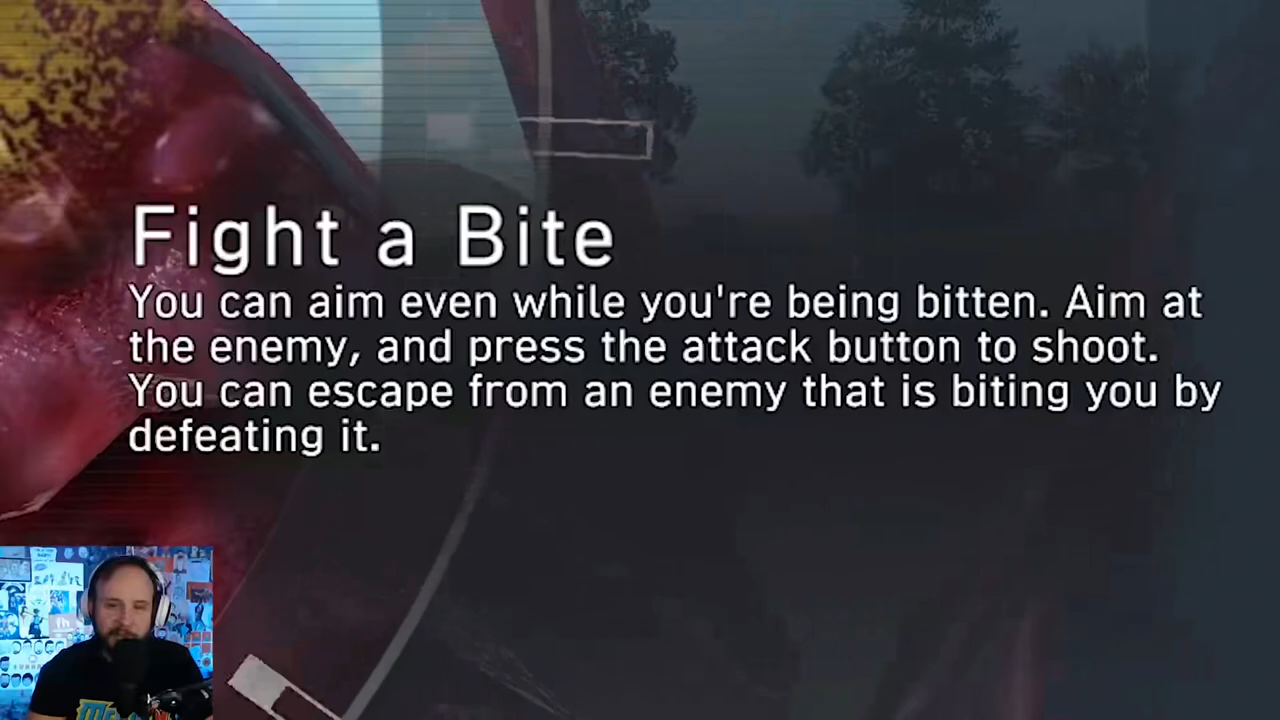 Fight a Bite
You can aim even while you're being bitten. Aim at
the enemy, and press the attack button to shoot.
You can escape from an enemy that is biting you by
defeating it.